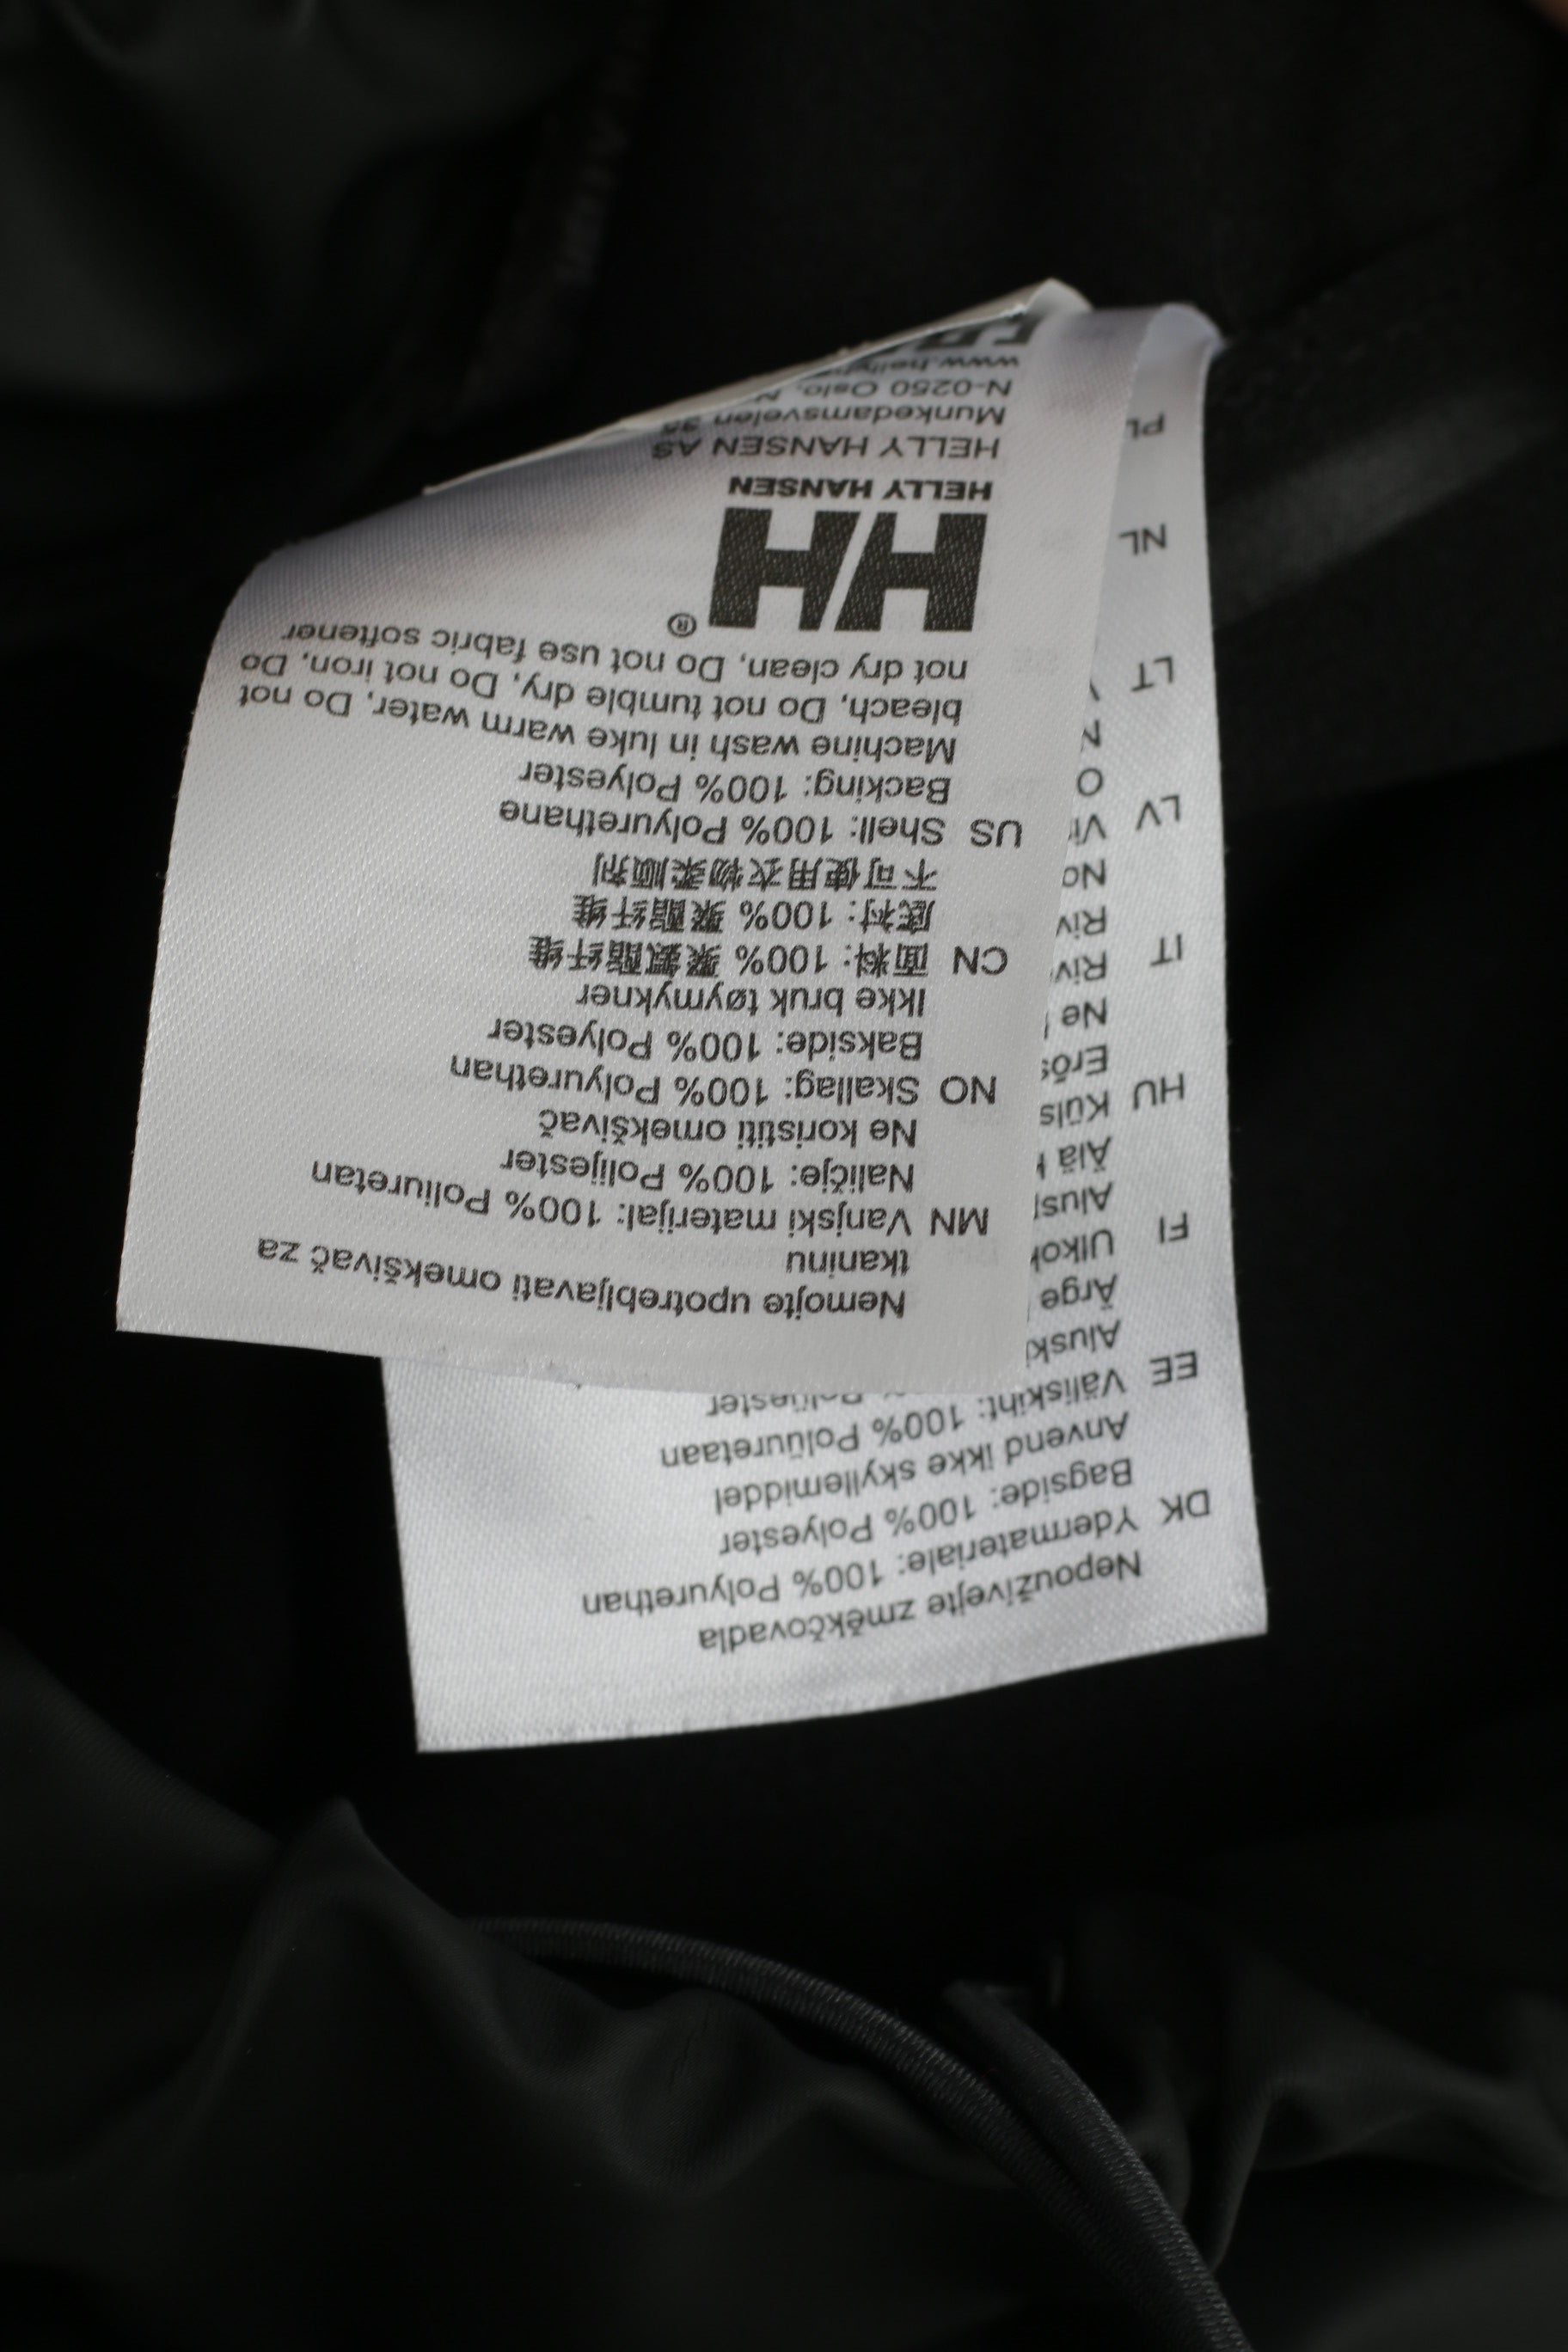 Nemojte upotrebljavati omekšivač za
tkaninu
MN Vanjski materijal: 100% Poliuretan
Naličje: 100% Polijester
Ne koristiti omekšivač
NO Skallag: 100% Polyurethan
Bakside: 100% Polyester
Ikke bruk tøymykner
CN 面料: 100% 聚氨酯纤维
底衬: 100% 聚酯纤维
不可使用衣物柔顺剂
US Shell: 100% Polyurethane
Backing: 100% Polyester
Machine wash in luke warm water, Do not
bleach, Do not tumble dry, Do not iron, Do
not dry clean, Do not use fabric softener
HH®
HELLY HANSEN
HELLY HANSEN AS
Munkedamsveien 35
N-0250 Oslo,
Nepoužívejte změkčovadla
DK Ydermateriale: 100% Polyurethan
Bagside: 100% Polyester
Anvend ikke skyllemiddel
EE Väliskiht: 100% Polüuretaan
Polüester
Ärge
FI
Älä
HU
Ne
IT
LV
LT
NL
PL